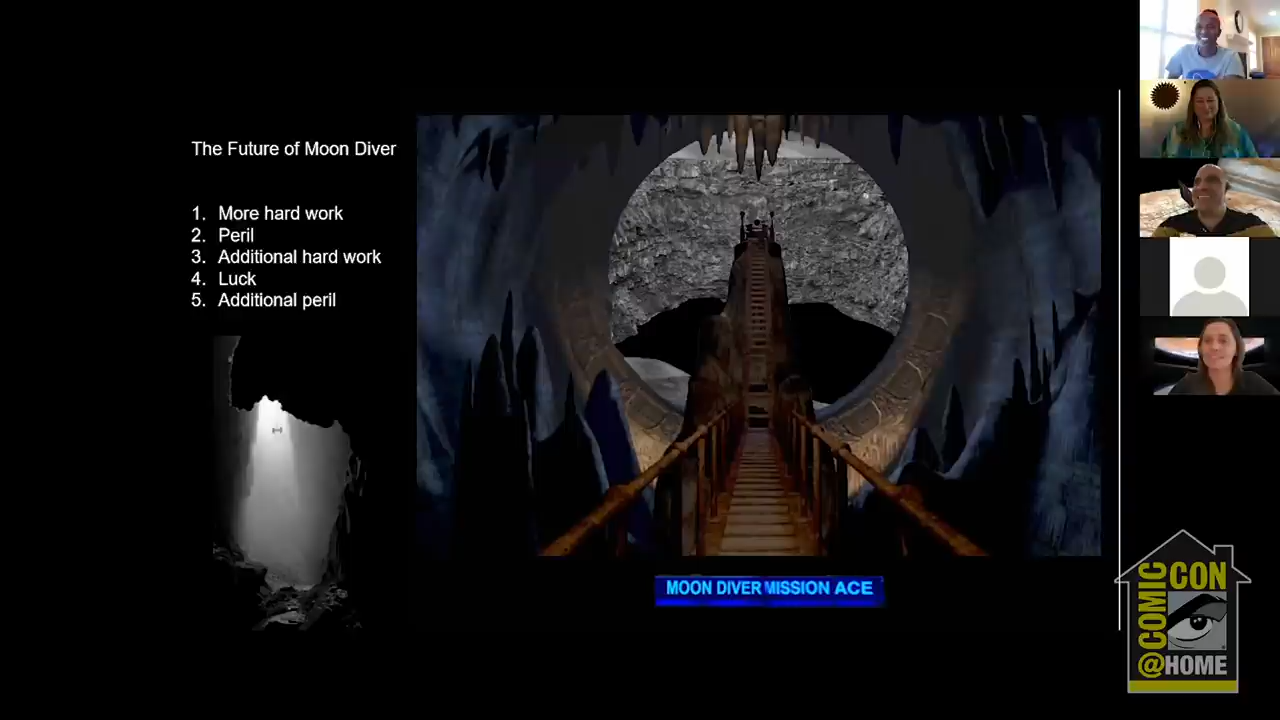 The Future of Moon Diver
1. More hard work
2. Peril
3. Additional hard work
4. Luck
5. Additional peril
MOON DIVER MISSION ACE
COMIC
CON
@HOME